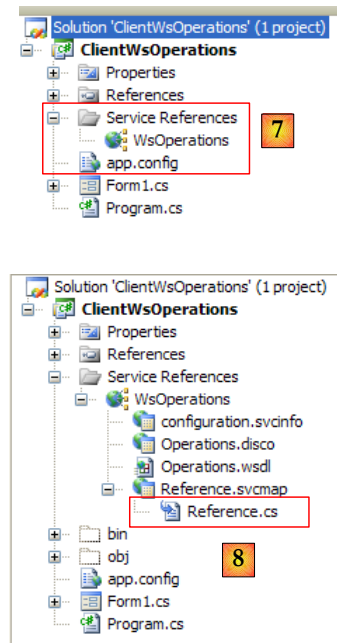 Solution 'ClientWsOperations' (1 project)
ClientWsOperations
Properties
References
Service References
WsOperations
app.config
Form1.cs
Program.cs
7
Solution 'ClientWsOperations' (1 project)
ClientWsOperations
Properties
References
Service References
WsOperations
configuration.svcinfo
Operations.disco
Operations.wsdl
Reference.svcmap
Reference.cs
bin
obj
app.config
Form1.cs
Program.cs
8